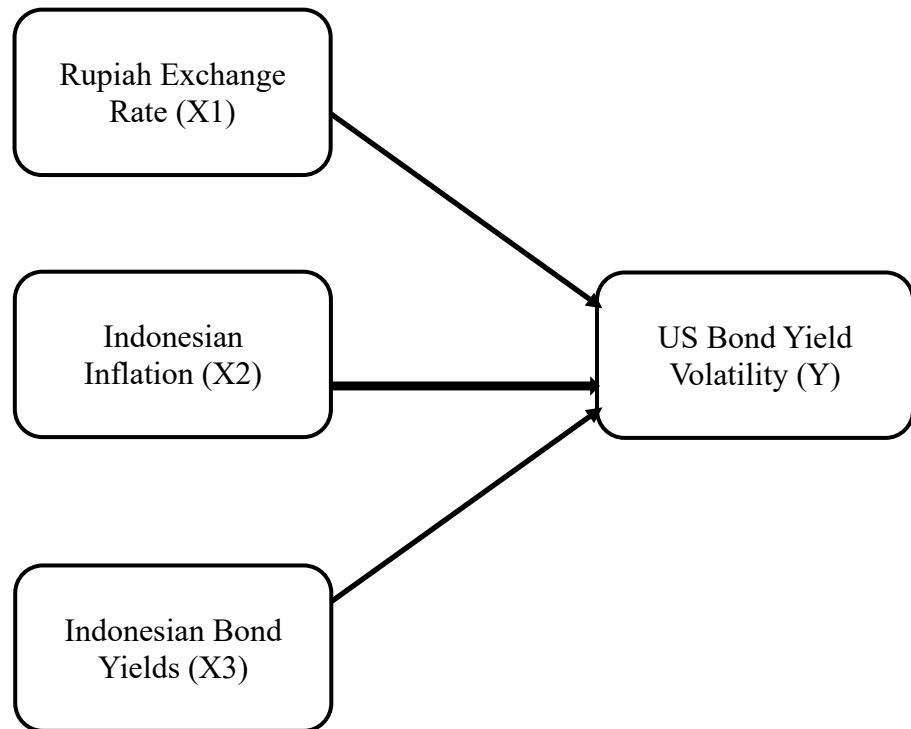 Rupiah Exchange
Rate (X1)
Indonesian
Inflation (X2)
US Bond Yield
Volatility (Y)
Indonesian Bond
Yields (X3)